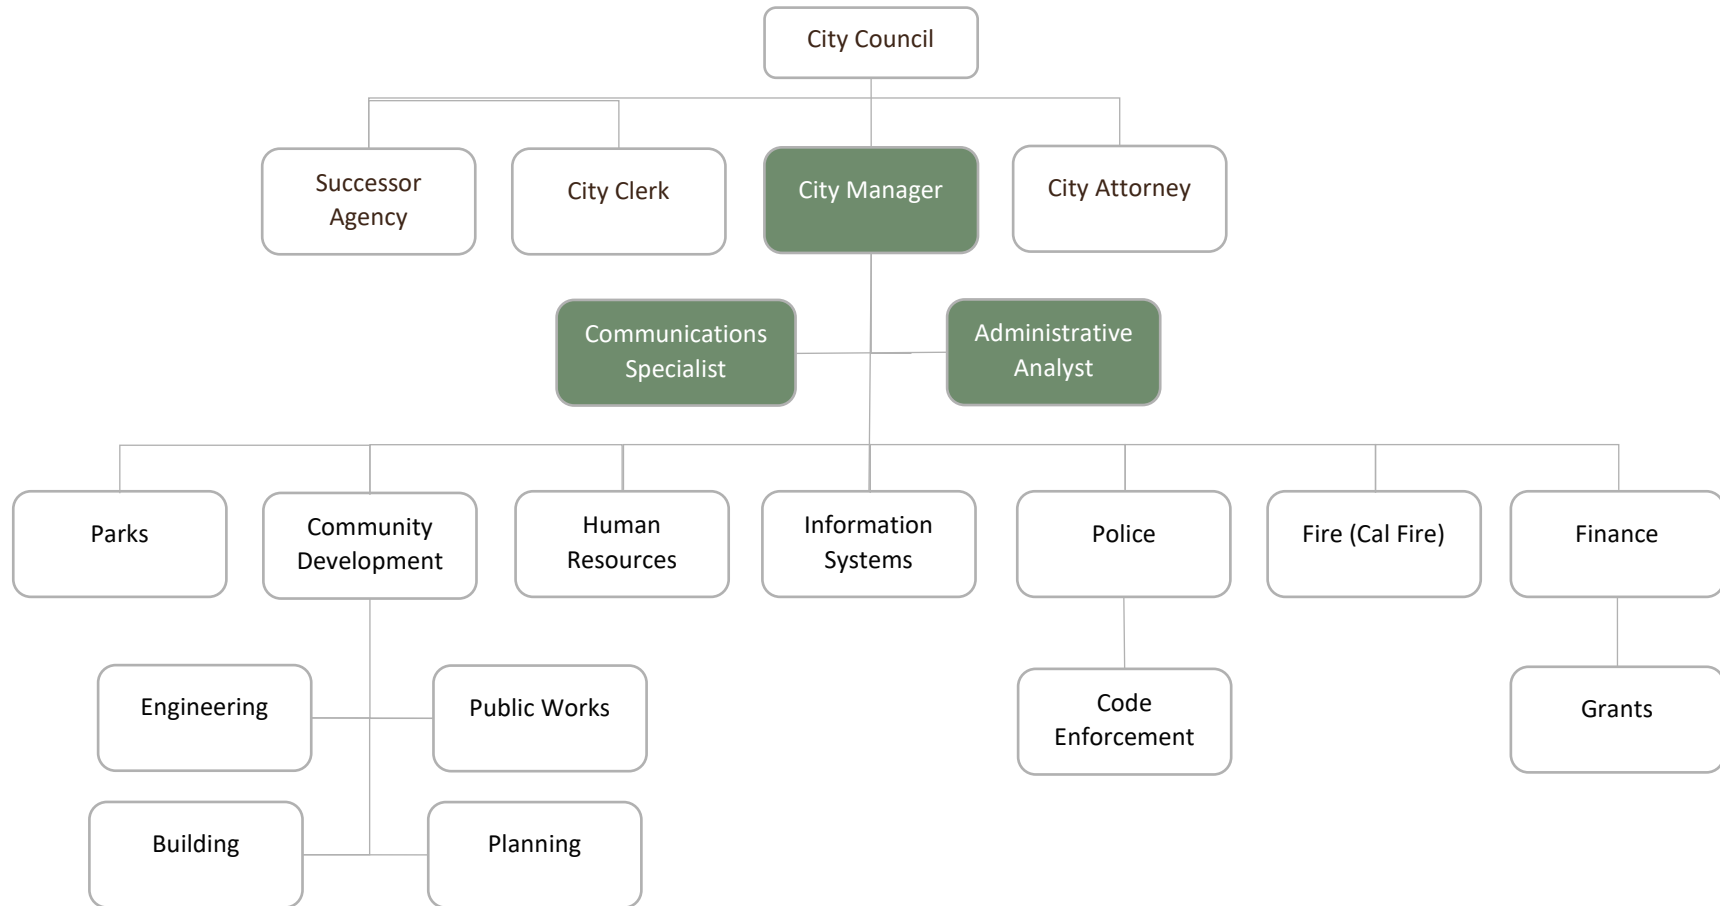 City Council
Successor
Agency
City Clerk
City Manager
City Attorney
Communications
Specialist
Administrative
Analyst
Parks
Community
Development
Human
Resources
Information
Systems
Police
Fire (Cal Fire)
Finance
Engineering
Public Works
Code
Enforcement
Grants
Building
Planning